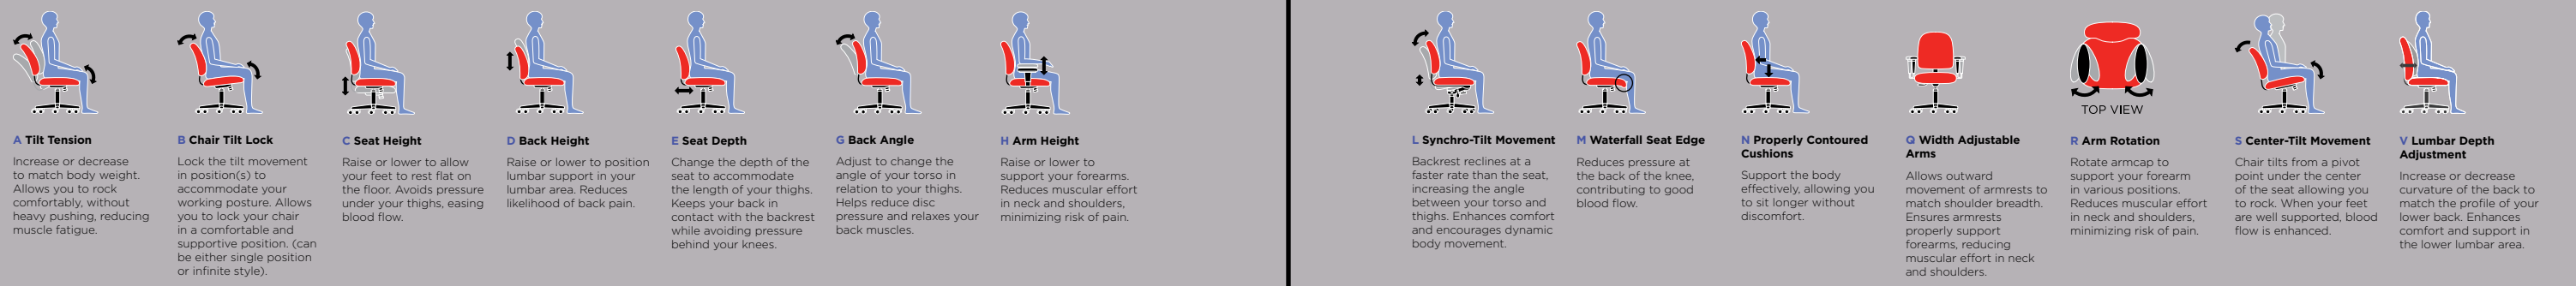 A Tilt Tension
Increase or decrease
to match body weight.
Allows you to rock
comfortably, without
heavy pushing, reducing
muscle fatigue.
B Chair Tilt Lock
Lock the tilt movement
in position(s) to
accommodate your
working posture. Allows
you to lock your chair
in a comfortable and
supportive position. (can
be either single position
or infinite style).
C Seat Height
Raise or lower to allow
your feet to rest flat on
the floor. Avoids pressure
under your thighs, easing
blood flow.
D Back Height
Raise or lower to position
lumbar support in your
lumbar area. Reduces
likelihood of back pain.
E Seat Depth
Change the depth of the
seat to accommodate
the length of your thighs.
Keeps your back in
contact with the backrest
while avoiding pressure
behind your knees.
G Back Angle
Adjust to change the
angle of your torso in
relation to your thighs.
Helps reduce disc
pressure and relaxes your
back muscles.
H Arm Height
Raise or lower to
support your forearms.
Reduces muscular effort
in neck and shoulders,
minimizing risk of pain.
L Synchro-Tilt Movement
Backrest reclines at a
faster rate than the seat,
increasing the angle
between your torso and
thighs. Enhances comfort
and encourages dynamic
body movement.
M Waterfall Seat Edge
Reduces pressure at
the back of the knee,
contributing to good
blood flow.
N Properly Contoured
Cushions
Support the body
effectively, allowing you
to sit longer without
discomfort.
Q Width Adjustable
Arms
Allows outward
movement of armrests to
match shoulder breadth.
Ensures armrests
properly support
forearms, reducing
muscular effort in neck
and shoulders.
TOP VIEW
R Arm Rotation
Rotate armcap to
support your forearm
in various positions.
Reduces muscular effort
in neck and shoulders,
minimizing risk of pain.
S Center-Tilt Movement
Chair tilts from a pivot
point under the center
of the seat allowing you
to rock. When your feet
are well supported, blood
flow is enhanced.
V Lumbar Depth
Adjustment
Increase or decrease
curvature of the back to
match the profile of your
lower back. Enhances
comfort and support in
the lower lumbar area.